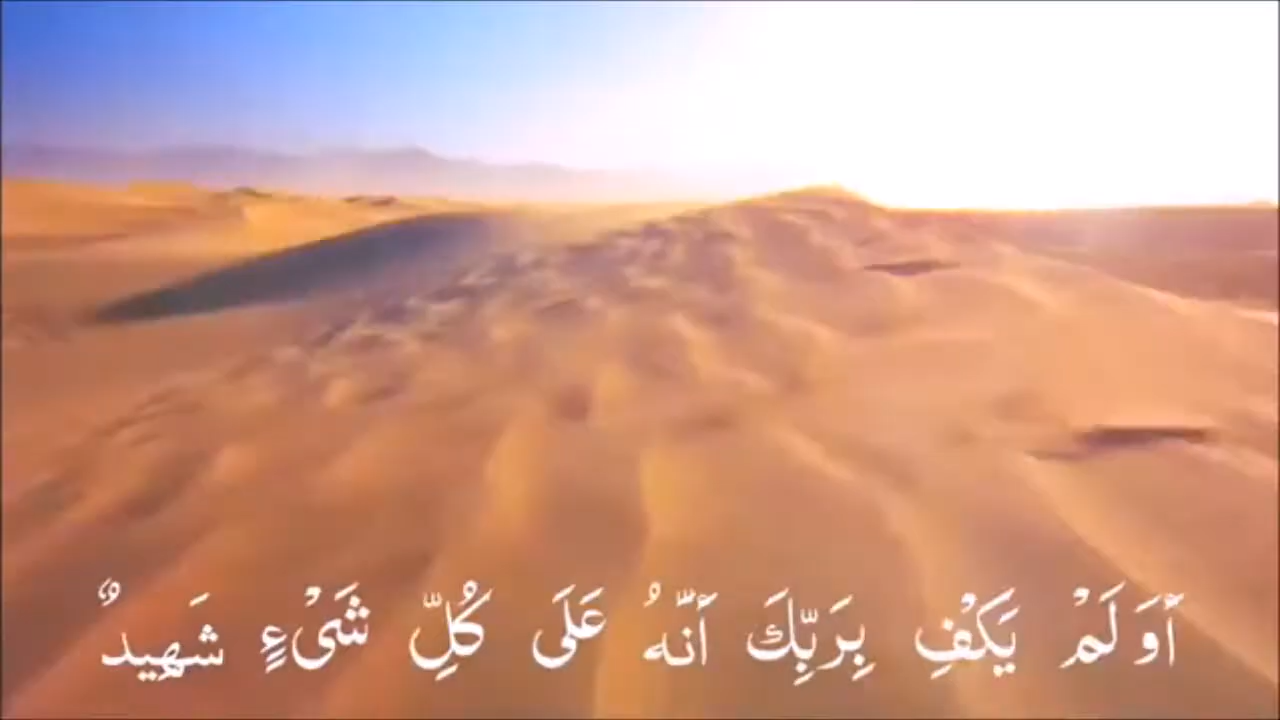 أَوَلَمْ يَكْفِ بِرَبِّكَ أَنَّهُ عَلَى كُلِّ شَىْءٍ شَهِيدٌ